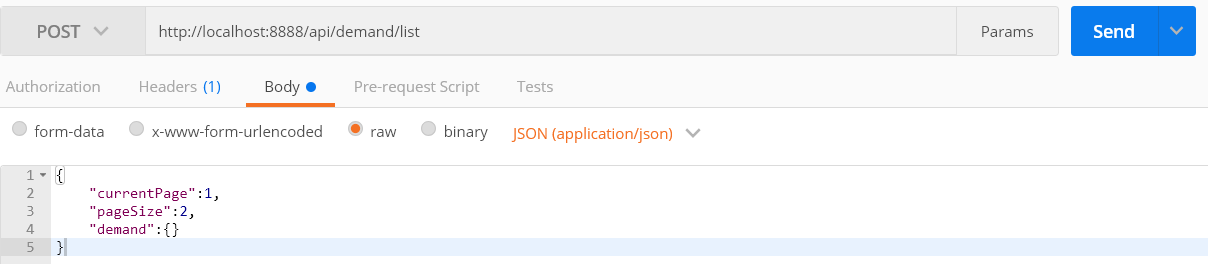 POST http://localhost:8888/api/demand/list Params Send
Authorization Headers (1) Body Pre-request Script Tests
form-data x-www-form-urlencoded raw binary JSON (application/json)
1 {
2 "currentPage":1,
3 "pageSize":2,
4 "demand":{}
5 }